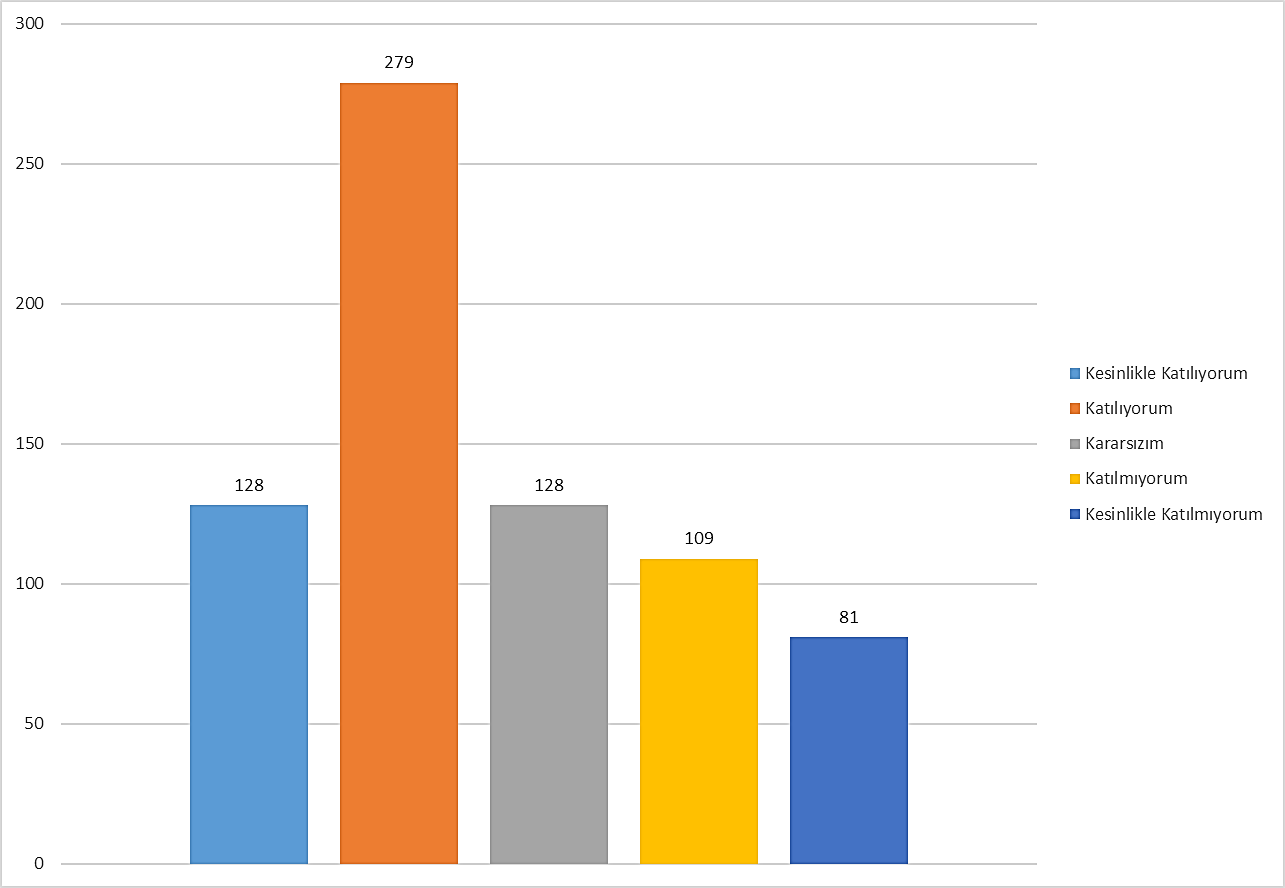 300
250
200
150
100
50
0
128
279
128
109
81
Kesinlikle Katılıyorum
Katılıyorum
Kararsızım
Katılmıyorum
Kesinlikle Katılmıyorum